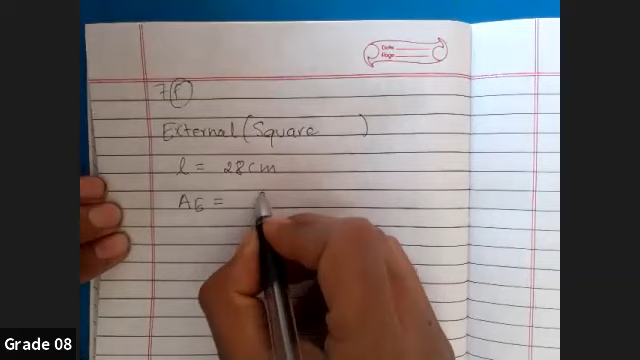 Date
Page
7 f
External (Square )
l = 28cm
AE =
Grade 08